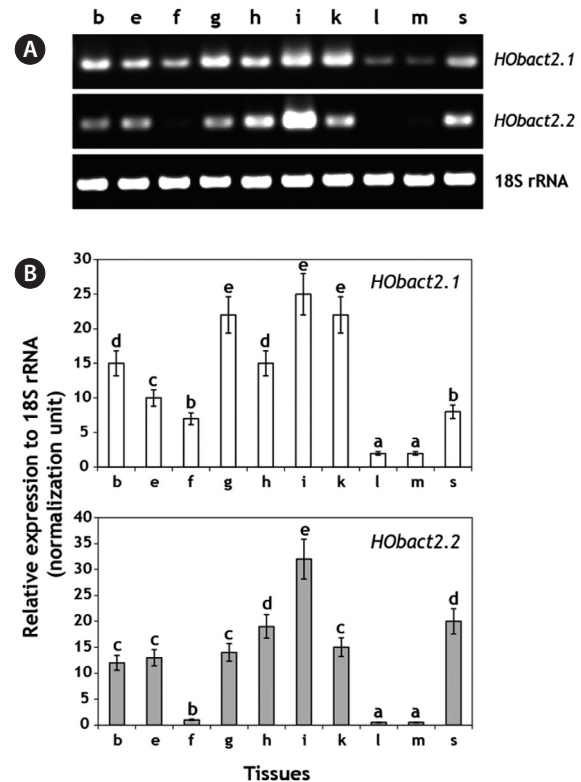 b e f g h i k l m s
A
HObact2.1
HObact2.2
18S rRNA
B
Relative expression to 18S rRNA
(normalization unit)
30
25
20
15
10
5
0
HObact2.1
d c b e d e e a a b
b e f g h i k l m s
40
35
30
25
20
15
10
5
0
HObact2.2
c c b c d e c a a d
b e f g h i k l m s
Tissues